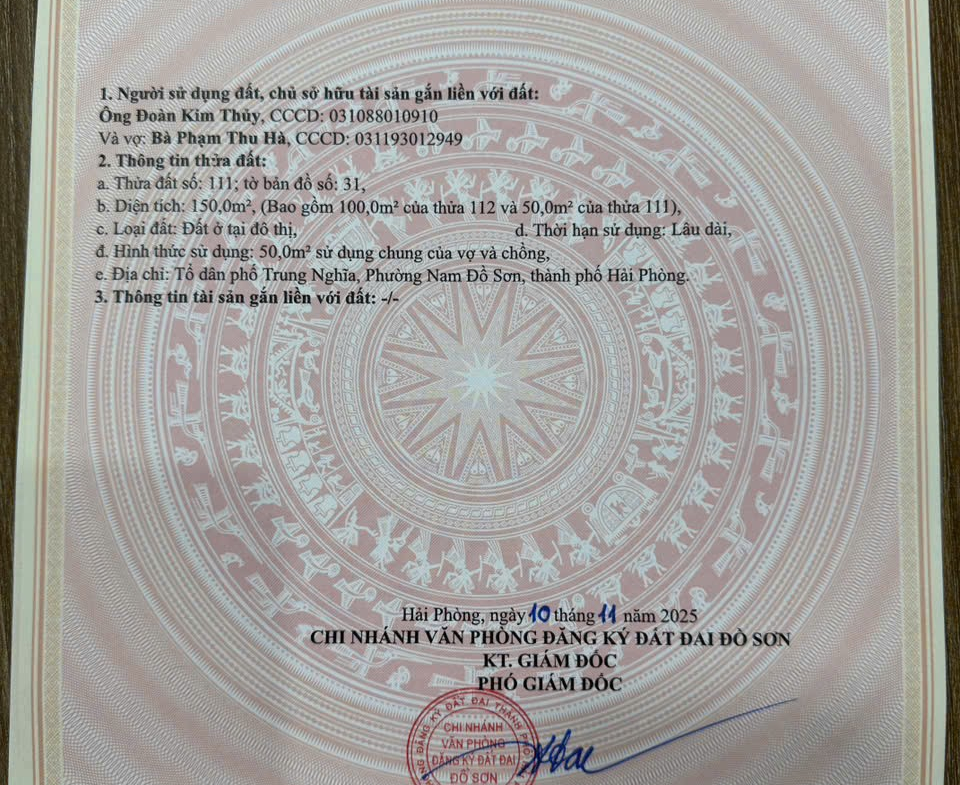 1. Người sử dụng đất, chủ sở hữu tài sản gắn liền với đất:
Ông Đoàn Kim Thủy, CCCD: 031088010910
Và vợ: Bà Phạm Thu Hà, CCCD: 031193012949
2. Thông tin thửa đất:
a. Thửa đất số: 111; tờ bản đồ số: 31,
b. Diện tích: 150,0m², (Bao gồm 100,0m² của thửa 112 và 50,0m² của thửa 111),
c. Loại đất: Đất ở tại đô thị, d. Thời hạn sử dụng: Lâu dài,
đ. Hình thức sử dụng: 50,0m² sử dụng chung của vợ và chồng,
e. Địa chỉ: Tổ dân phố Trung Nghĩa, Phường Nam Đồ Sơn, thành phố Hải Phòng.
3. Thông tin tài sản gắn liền với đất: -/-
Hải Phòng, ngày 10 tháng 11 năm 2025
CHI NHÁNH VĂN PHÒNG ĐĂNG KÝ ĐẤT ĐAI ĐỒ SƠN
KT. GIÁM ĐỐC
PHÓ GIÁM ĐỐC
ĐĂNG KÝ ĐẤT ĐAI THÀNH PHỐ
CHI NHÁNH
VĂN PHÒNG
ĐĂNG KÝ ĐẤT ĐAI
ĐỒ SƠN